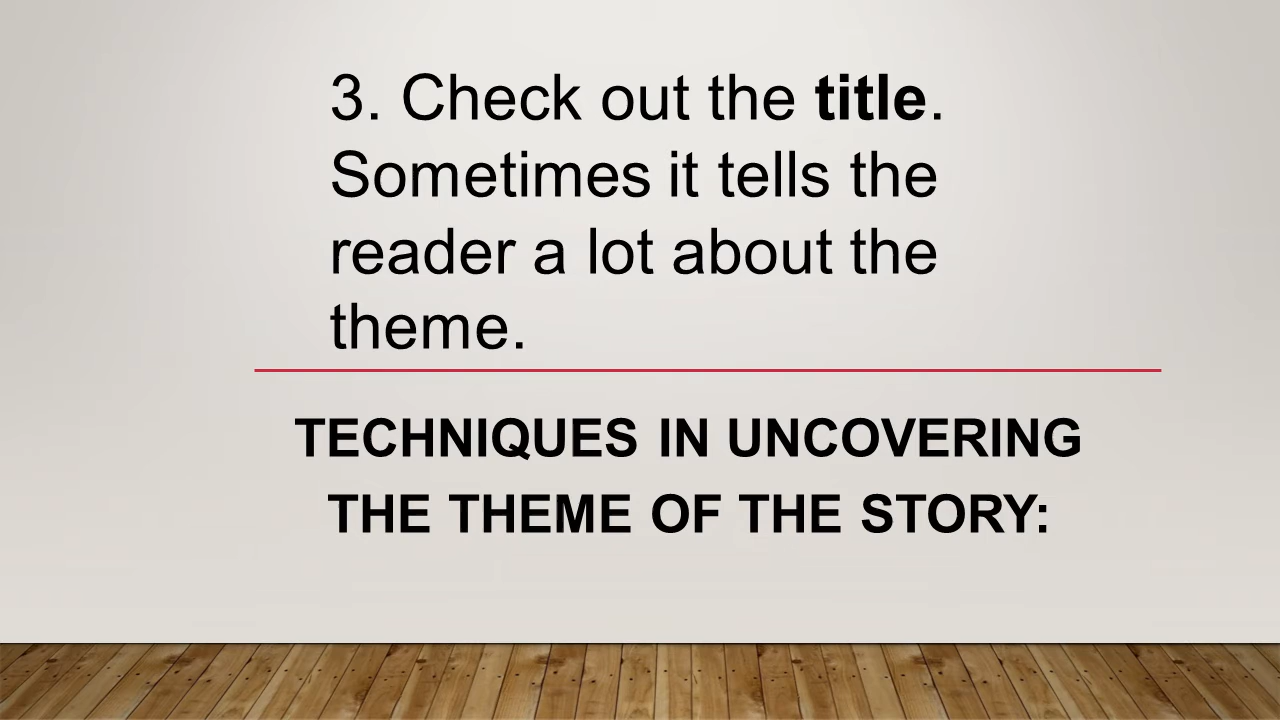 3. Check out the title.
Sometimes it tells the
reader a lot about the
theme.
TECHNIQUES IN UNCOVERING
THE THEME OF THE STORY: